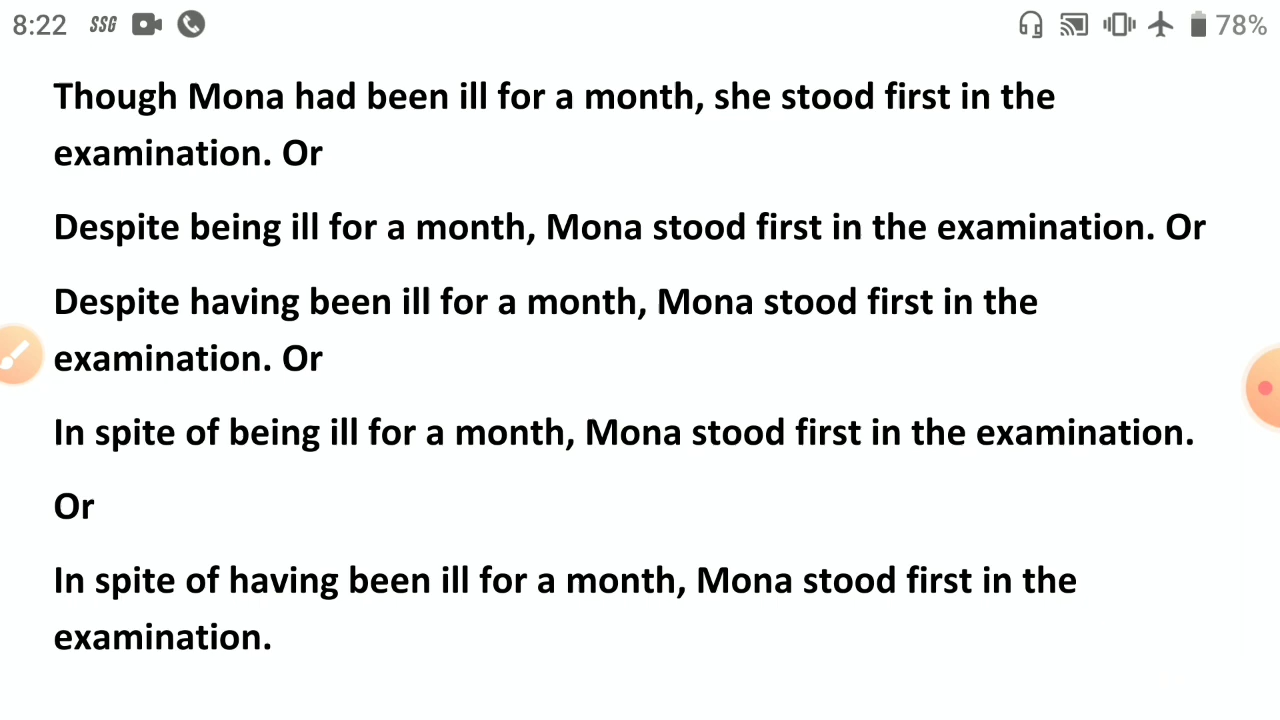 8:22 SSG 78%
Though Mona had been ill for a month, she stood first in the
examination. Or
Despite being ill for a month, Mona stood first in the examination. Or
Despite having been ill for a month, Mona stood first in the
examination. Or
In spite of being ill for a month, Mona stood first in the examination.
Or
In spite of having been ill for a month, Mona stood first in the
examination.